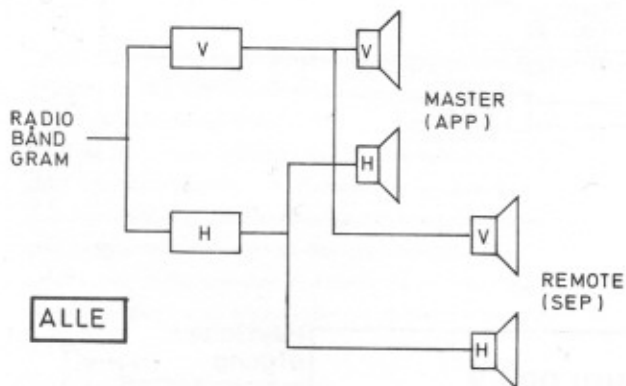 V
V
MASTER
(APP)
RADIO
BÅND
GRAM
H
H
V
REMOTE
(SEP)
ALLE
H